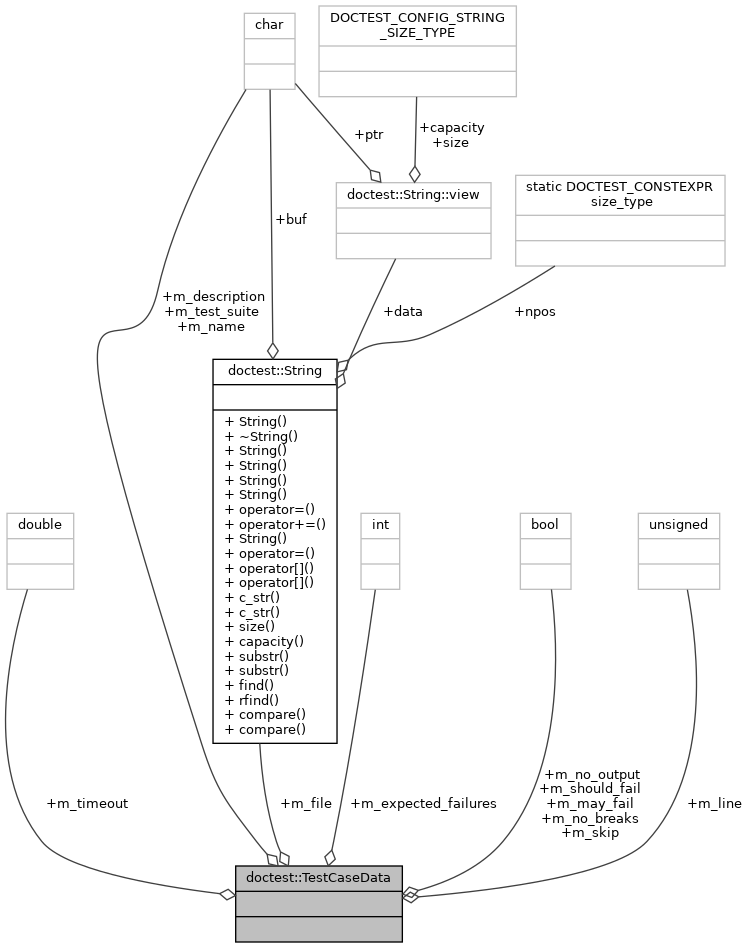 char
DOCTEST_CONFIG_STRING
_SIZE_TYPE
+ptr
+capacity
+size
doctest::String::view
static DOCTEST_CONSTEXPR
size_type
+buf
+m_description
+m_test_suite
+m_name
+data
+npos
doctest::String
+ String()
+ ~String()
+ String()
+ String()
+ String()
+ String()
+ operator=()
+ operator+=()
+ String()
+ operator=()
+ operator[]()
+ operator[]()
+ c_str()
+ c_str()
+ size()
+ capacity()
+ substr()
+ substr()
+ find()
+ rfind()
+ compare()
+ compare()
double
int
bool
unsigned
+m_timeout
+m_file
+m_expected_failures
+m_no_output
+m_should_fail
+m_may_fail
+m_no_breaks
+m_skip
+m_line
doctest::TestCaseData